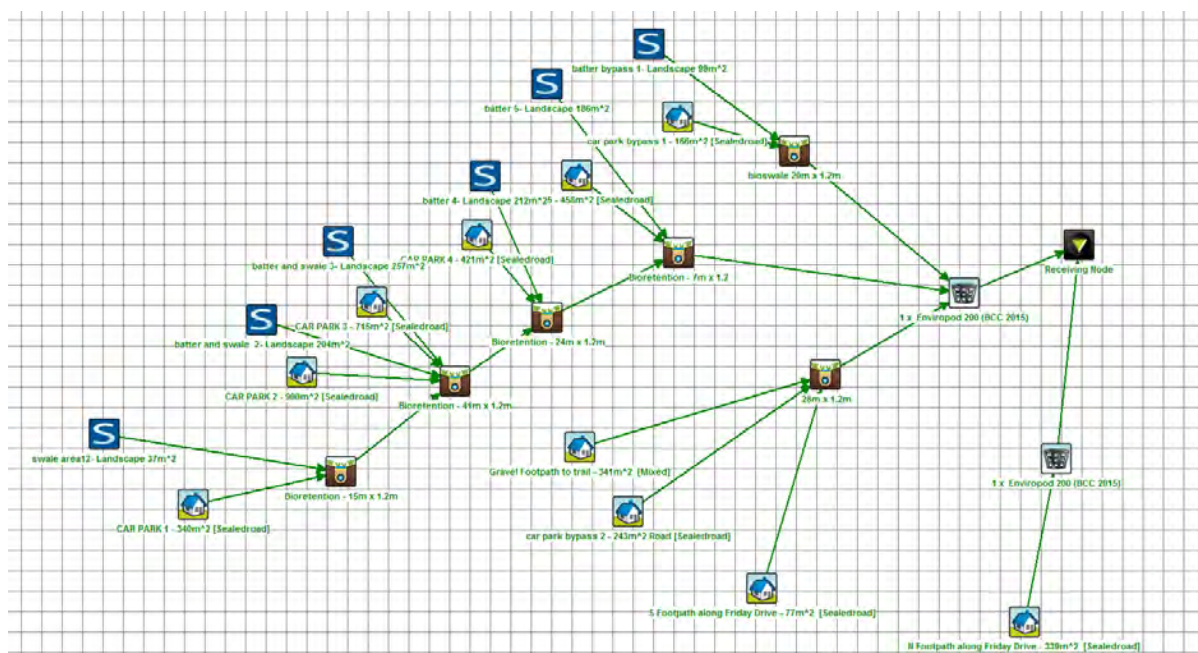 batter bypass 1- Landscape 99m^2
batter 5- Landscape 186m^2
car park bypass 1 - 166m^2 [Sealedroad]
bioswale 20m x 1.2m
batter 4- Landscape 212m^2
5 - 458m^2 [Sealedroad]
CAR PARK 4 - 421m^2 [Sealedroad]
batter and swale 3- Landscape 257m^2
Bioretention - 7m x 1.2
Receiving Node
1 x Enviropod 200 (BCC 2015)
CAR PARK 3 - 715m^2 [Sealedroad]
Bioretention - 24m x 1.2m
batter and swale 2- Landscape 204m^2
CAR PARK 2 - 900m^2 [Sealedroad]
Bioretention - 41m x 1.2m
28m x 1.2m
swale area12- Landscape 37m^2
Gravel Footpath to trail - 341m^2 (Mixed)
1 x Enviropod 200 (BCC 2015)
Bioretention - 15m x 1.2m
CAR PARK 1 - 340m^2 [Sealedroad]
car park bypass 2 - 243m^2 Road [Sealedroad]
S Footpath along Friday Drive - 77m^2 [Sealedroad]
N Footpath along Friday Drive - 339m^2 [Sealedroad]